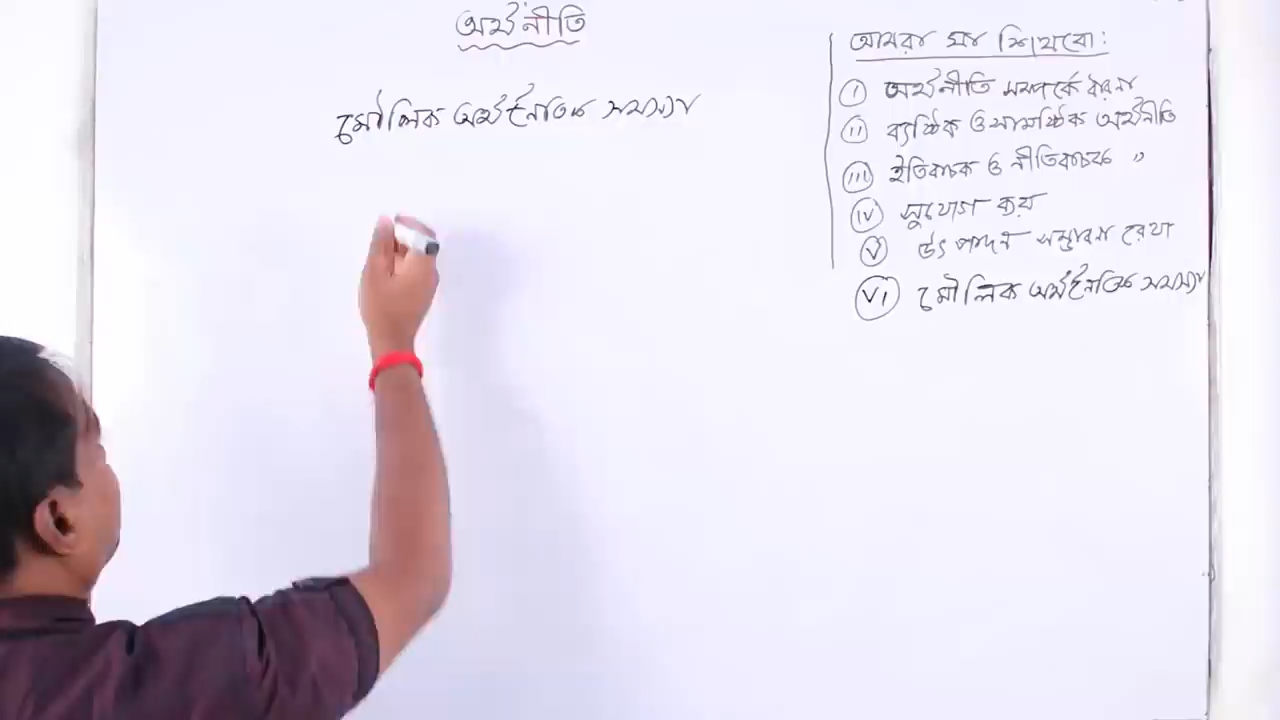 অর্থনীতি
মৌলিক অর্থনৈতিক সমস্যা
আমরা যা শিখবো:
(I) অর্থনীতি সম্পর্কে ধারনা
(II) ব্যষ্টিক ও সামষ্টিক অর্থনীতি
(III) ইতিবাচক ও নীতিবাচক "
(IV) সুযোগ ব্যয়
(V) উৎপাদন সম্ভাবনা রেখা
(VI) মৌলিক অর্থনৈতিক সমস্যা